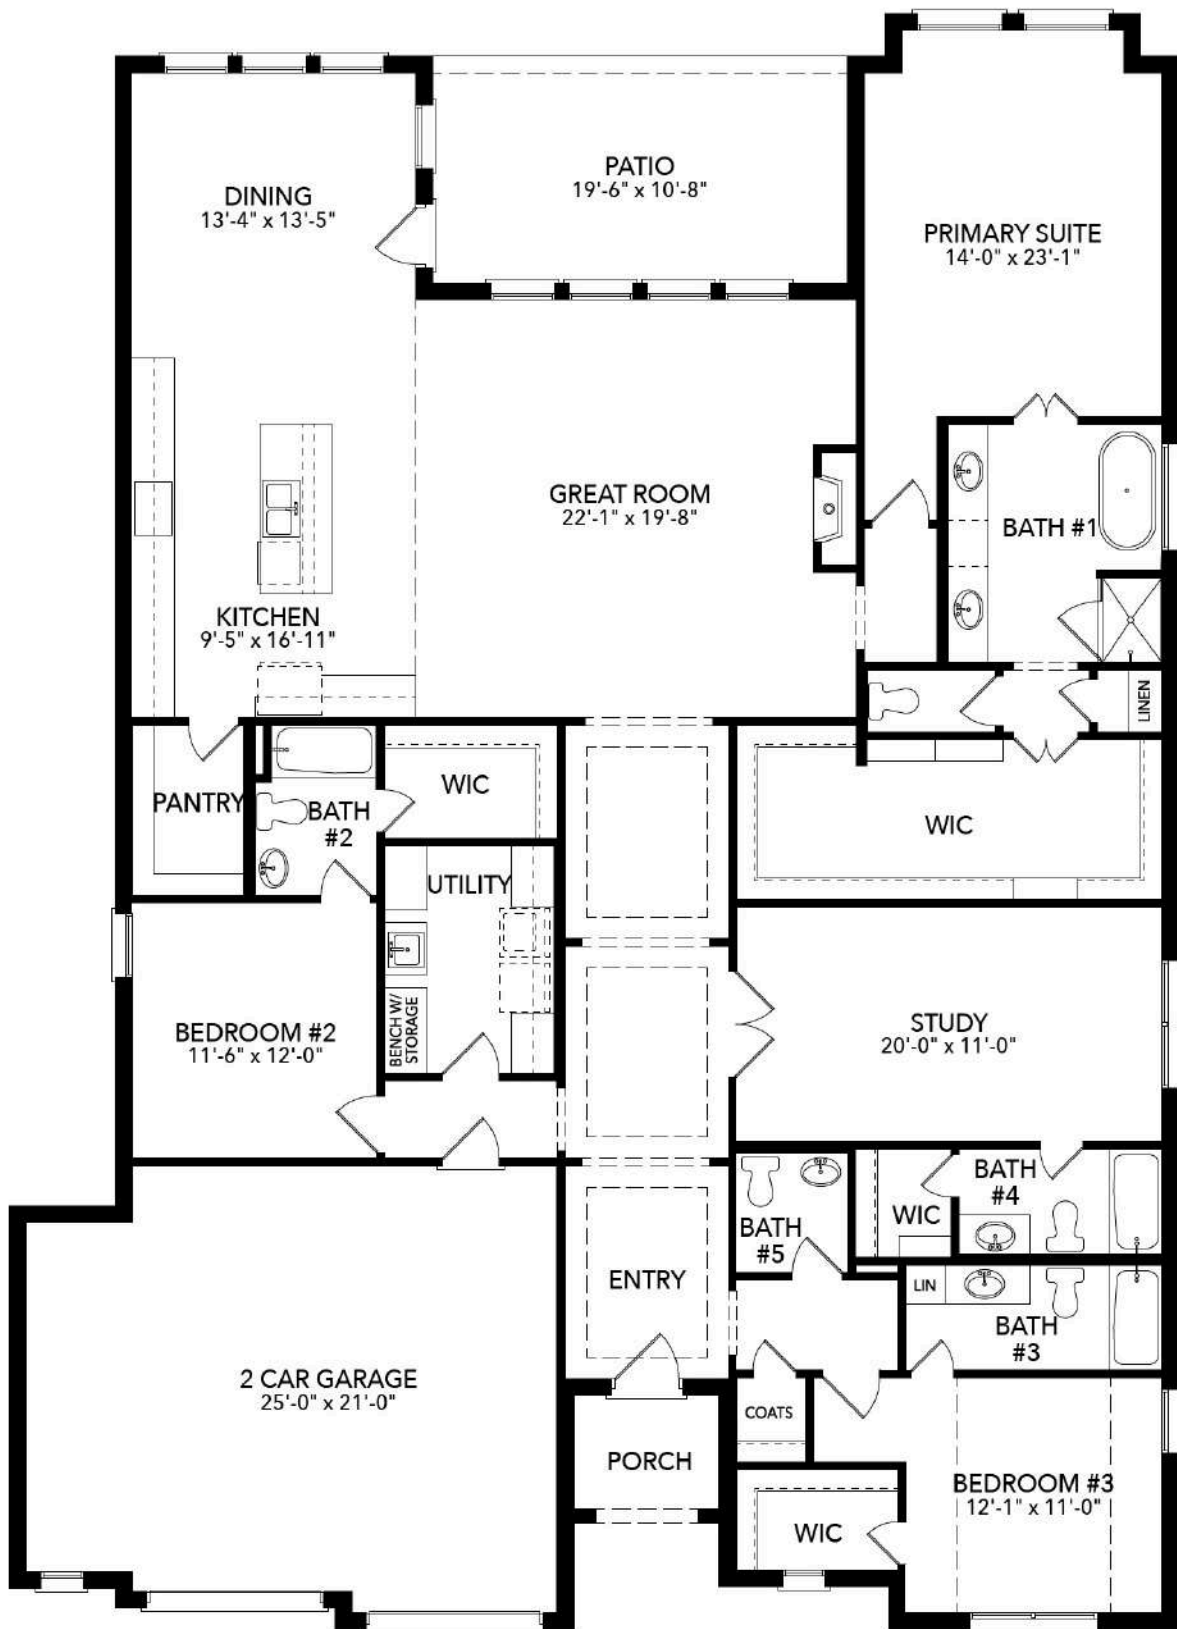 PATIO
19'-6" x 10'-8"
DINING
13'-4" x 13'-5"
PRIMARY SUITE
14'-0" x 23'-1"
GREAT ROOM
22'-1" x 19'-8"
BATH #1
KITCHEN
9'-5" x 16'-11"
LINEN
WIC
PANTRY
BATH
#2
WIC
UTILITY
BENCH W/
STORAGE
BEDROOM #2
11'-6" x 12'-0"
STUDY
20'-0" x 11'-0"
BATH
#4
WIC
BATH
#5
ENTRY
LIN
BATH
#3
2 CAR GARAGE
25'-0" x 21'-0"
COATS
PORCH
BEDROOM #3
12'-1" x 11'-0"
WIC